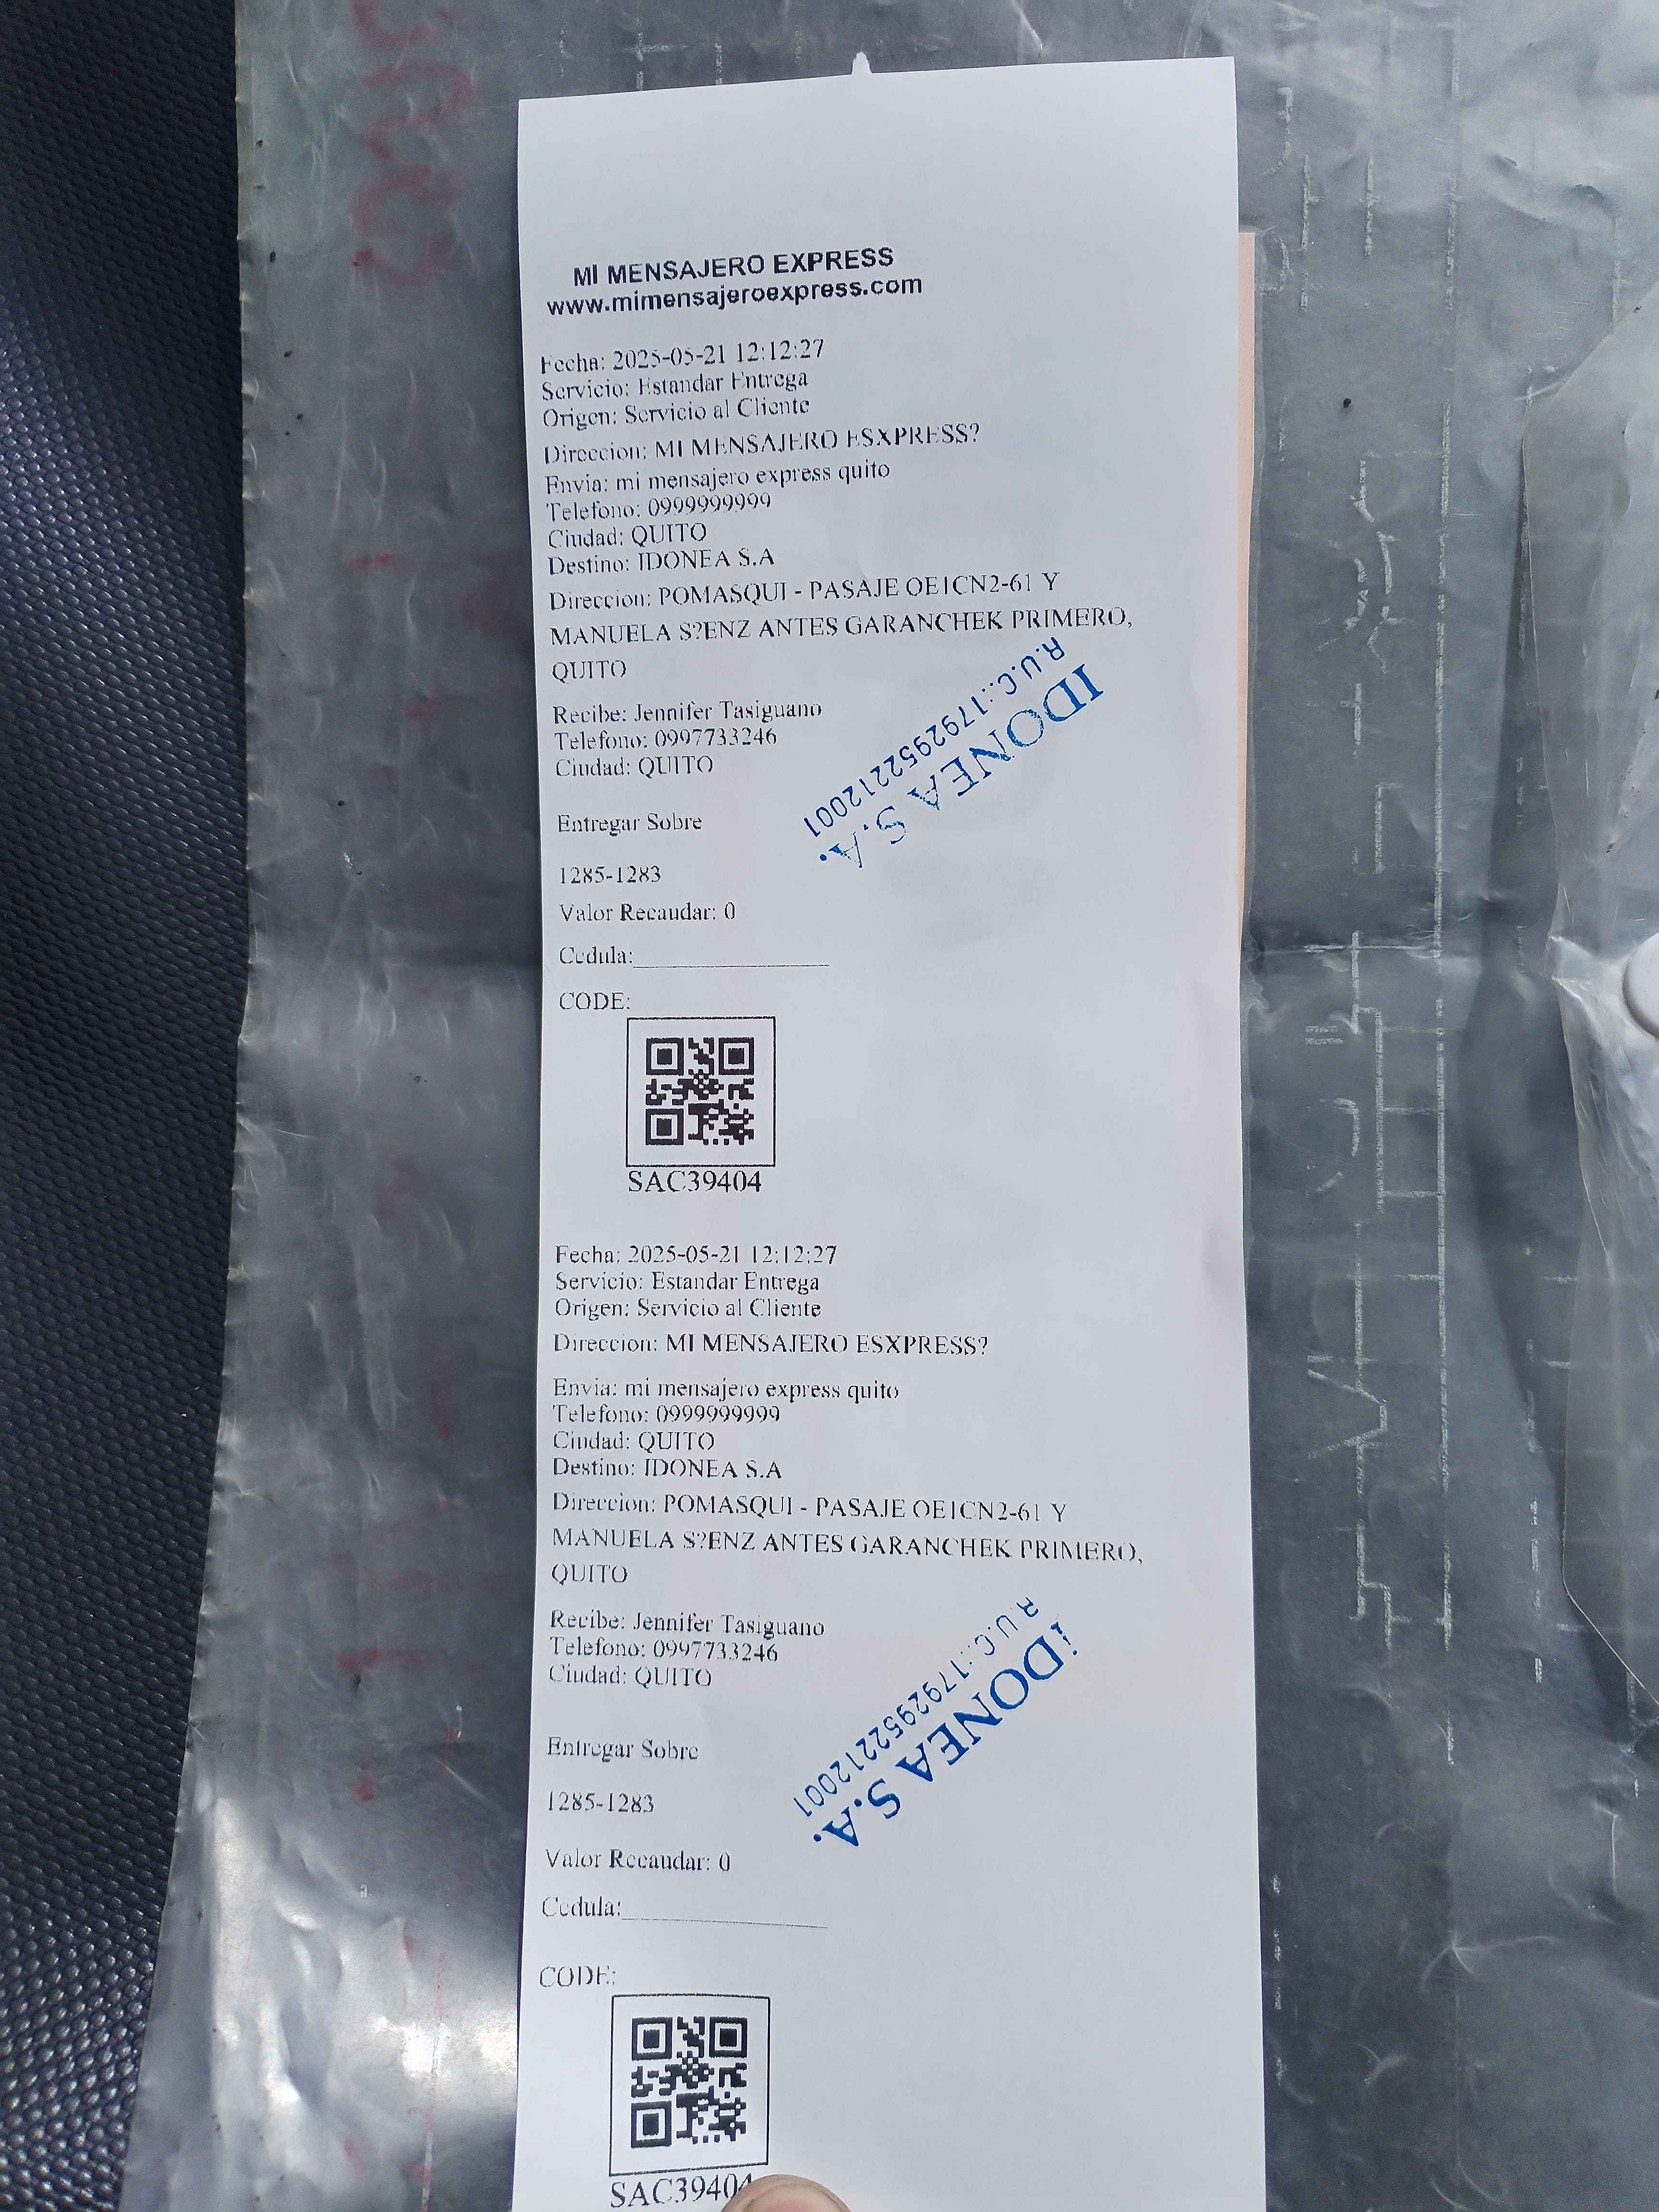 MI MENSAJERO EXPRESS
www.mimensajeroexpress.com
Fecha: 2025-05-21 12:12:27
Servicio: Estandar Entrega
Origen: Servicio al Cliente
Direccion: MI MENSAJERO ESXPRESS?
Envia: mi mensajero express quito
Telefono: 0999999999
Ciudad: QUITO
Destino: IDONEA S.A
Direccion: POMASQUI - PASAJE OE1CN2-61 Y
MANUELA S?ENZ ANTES GARANCHEK PRIMERO,
QUITO
Recibe: Jennifer Tasiguano
Telefono: 0997733246
Ciudad: QUITO
IDONEA S.A.
R.U.C.:1792952212001
Entregar Sobre
1285-1283
Valor Recaudar: 0
Cedula:
CODE:
SAC39404
Fecha: 2025-05-21 12:12:27
Servicio: Estandar Entrega
Origen: Servicio al Cliente
Direccion: MI MENSAJERO ESXPRESS?
Envia: mi mensajero express quito
Telefono: 0999999999
Ciudad: QUITO
Destino: IDONEA S.A
Direccion: POMASQUI - PASAJE OE1CN2-61 Y
MANUELA S?ENZ ANTES GARANCHEK PRIMERO,
QUITO
Recibe: Jennifer Tasiguano
Telefono: 0997733246
Ciudad: QUITO
IDONEA S.A.
R.U.C.:1792952212001
Entregar Sobre
1285-1283
Valor Recaudar: 0
Cedula:
CODE:
SAC39404